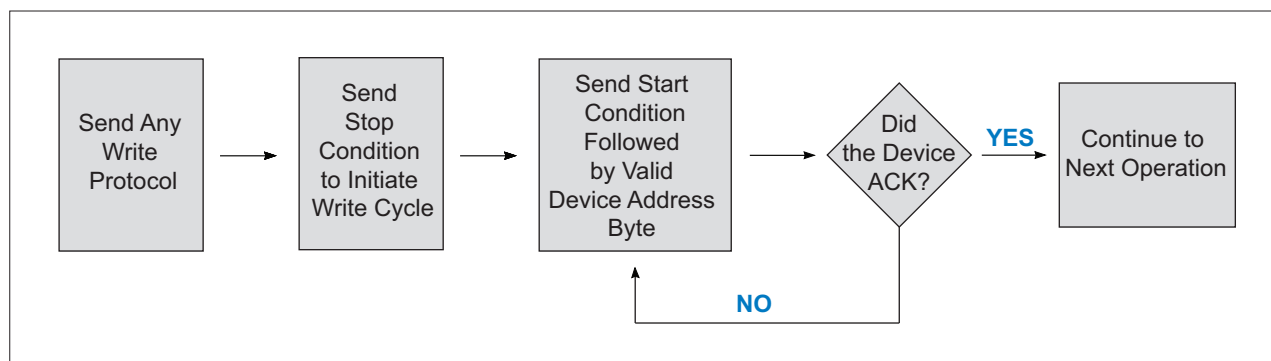 Send Any
Write
Protocol
Send
Stop
Condition
to Initiate
Write Cycle
Send Start
Condition
Followed
by Valid
Device Address
Byte
Did
the Device
ACK?
YES
Continue to
Next Operation
NO